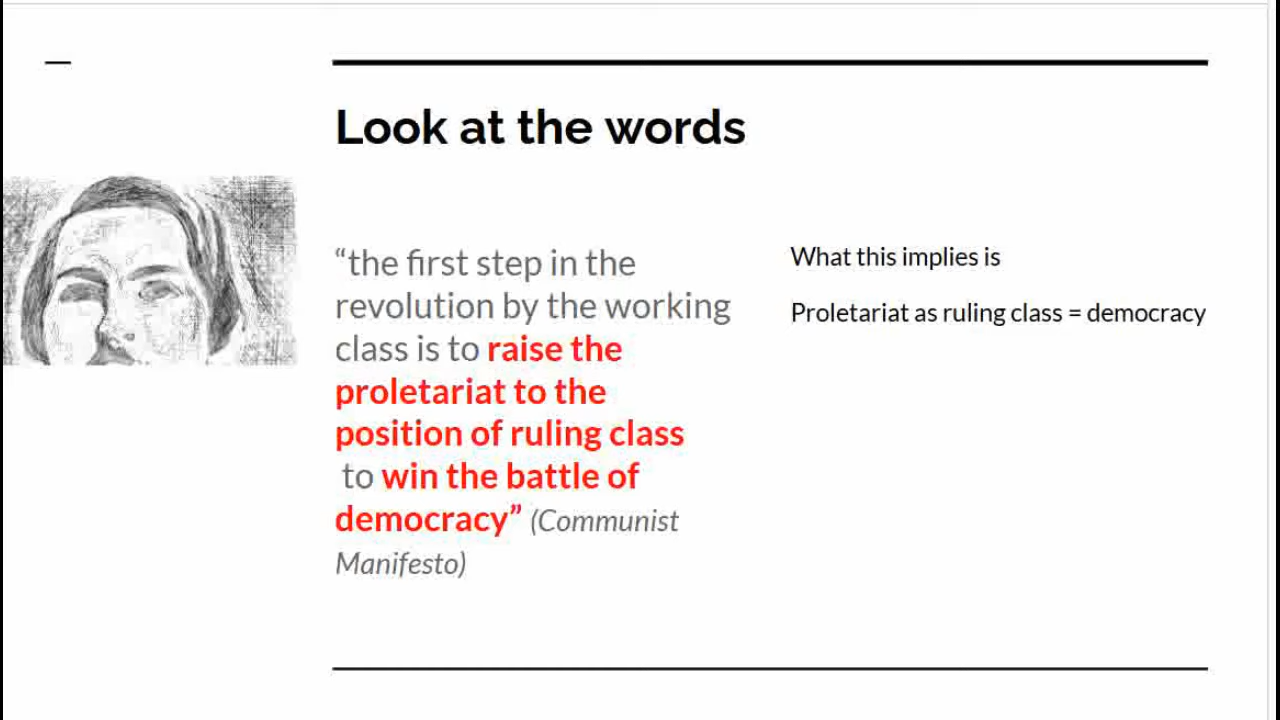 Look at the words
“the first step in the
revolution by the working
class is to raise the
proletariat to the
position of ruling class
to win the battle of
democracy” (Communist
Manifesto)
What this implies is
Proletariat as ruling class = democracy